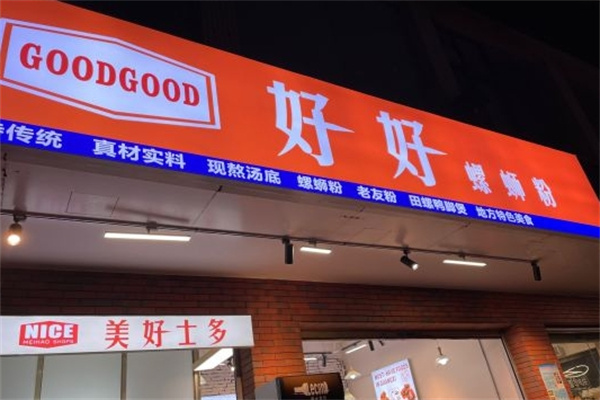 GOODGOOD
好好 螺蛳粉
传统 真材实料 现熬汤底 螺蛳粉 老友粉 田螺鸭脚煲 地方特色美食
NICE
MEIHAO SHOPS
美好士多